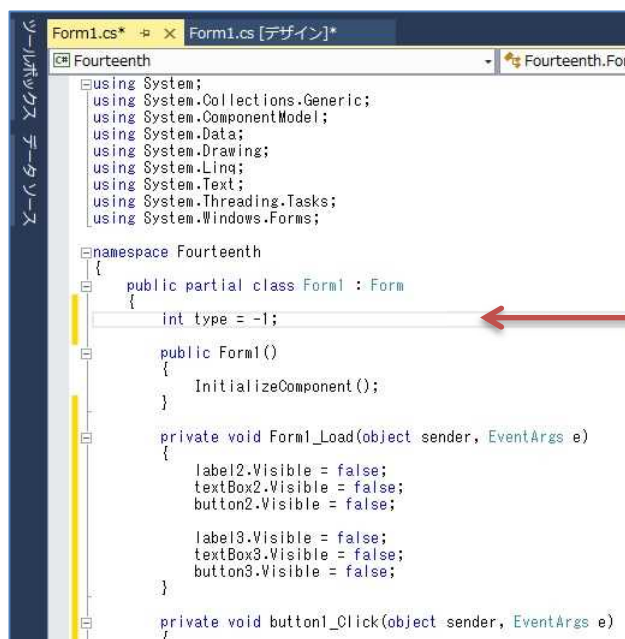 ツールボックス データ ソース
Form1.cs* Form1.cs [デザイン]*
C# Fourteenth Fourteenth.For
using System;
using System.Collections.Generic;
using System.ComponentModel;
using System.Data;
using System.Drawing;
using System.Linq;
using System.Text;
using System.Threading.Tasks;
using System.Windows.Forms;
namespace Fourteenth
{
public partial class Form1 : Form
{
int type = -1;
public Form1()
{
InitializeComponent();
}
private void Form1_Load(object sender, EventArgs e)
{
label2.Visible = false;
textBox2.Visible = false;
button2.Visible = false;
label3.Visible = false;
textBox3.Visible = false;
button3.Visible = false;
}
private void button1_Click(object sender, EventArgs e)
{